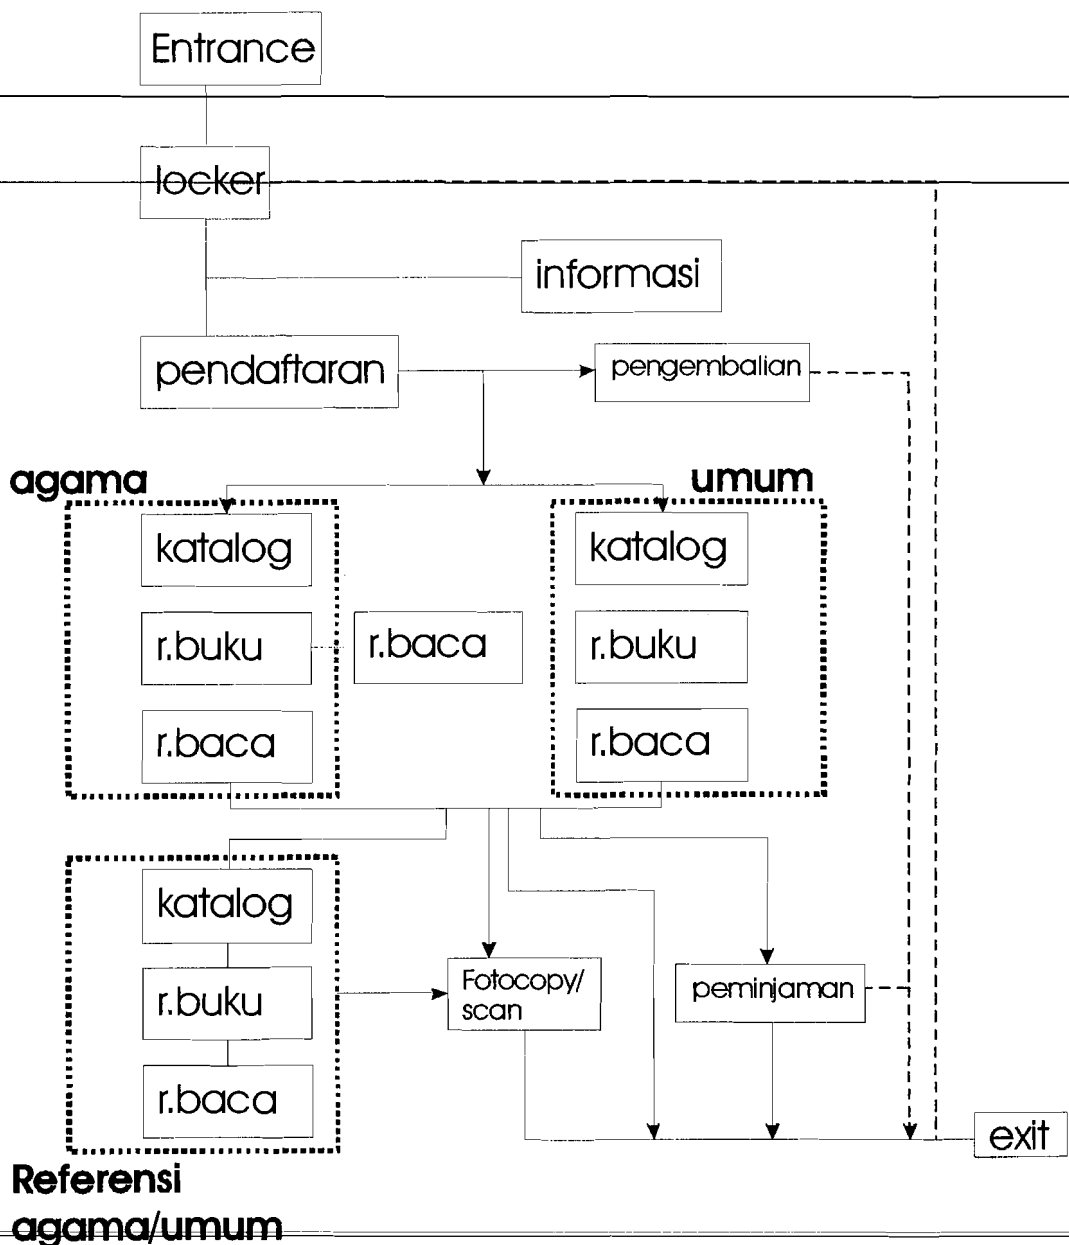 Entrance
locker
informasi
pendaftaran
pengembalian
agama
umum
katalog
katalog
r.buku
r.baca
r.buku
r.baca
r.baca
katalog
r.buku
Fotocopy/
scan
peminjaman
r.baca
exit
Referensi
agama/umum